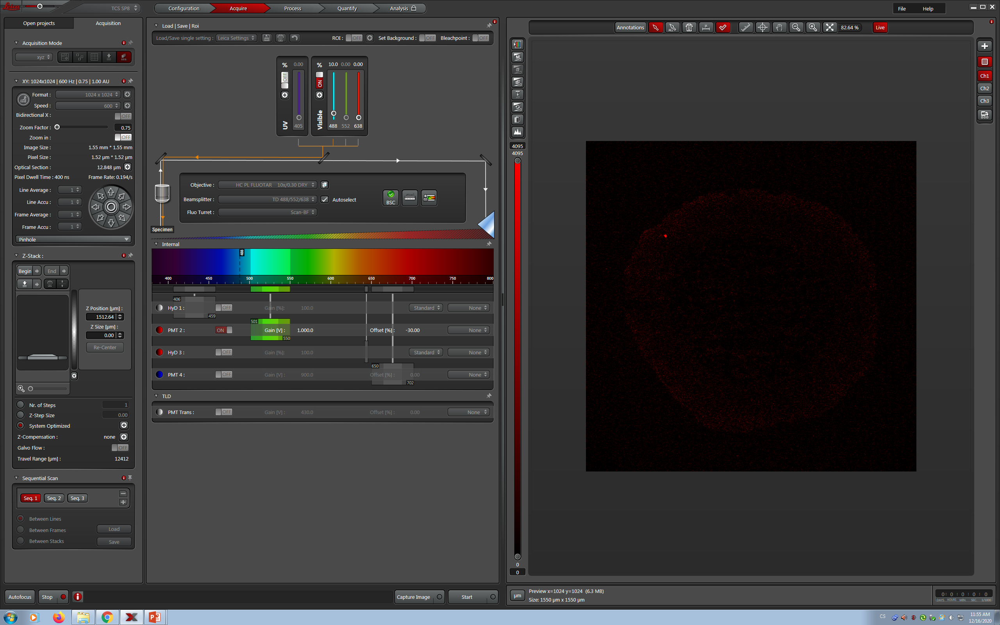 Leica
TCS SP8
Configuration
Acquire
Process
Quantify
Analysis
File
Help
Open projects
Acquisition
Acquisition Mode
xyz
SEQ.
XY: 1024x1024 | 600 Hz | 0.75 | 1.00 AU
Format :
1024 x 1024
Speed :
600
Bidirectional X :
OFF
Zoom Factor :
0.75
Zoom in :
OFF
Image Size :
1.55 mm * 1.55 mm
Pixel Size :
1.52 µm * 1.52 µm
Optical Section :
12.848 µm
Pixel Dwell Time : 400 ns
Frame Rate: 0.194/s
Line Average :
1
Line Accu :
1
Frame Average :
1
Frame Accu :
1
Pinhole
Z-Stack :
Begin
End
Z Position [µm] :
1512.64
Z Size [µm] :
0.00
Re-Center
Nr. of Steps
1
Z-Step Size
0.00
System Optimized
Z-Compensation :
none
Galvo Flow :
OFF
Travel Range [µm] :
12412
Sequential Scan
Seq. 1
Seq. 2
Seq. 3
Between Lines
Between Frames
Load
Between Stacks
Save
Load | Save | Roi
Load/Save single setting :
Leica Settings
ROI :
OFF
Set Background :
OFF
Bleachpoint :
OFF
%
0.00
OFF
UV
405
%
10.0
0.00
0.00
ON
Visible
488
552
638
Objective :
HC PL FLUOTAR 10x/0.30 DRY
Beamsplitter :
TD 488/552/638
Autoselect
Fluo Turret :
Scan-BF
BSC
Specimen
Internal
488
400
450
500
550
600
650
700
750
800
406
HyD 1 :
OFF
Gain [%]:
100.0
Standard
None
459
501
PMT 2 :
ON
Gain [V] :
1.000.0
Offset [%] :
-30.00
None
550
HyD 3 :
OFF
Gain [%]:
100.0
Standard
None
650
PMT 4 :
OFF
Gain [V] :
900.0
Offset [%] :
0.00
None
702
TLD
PMT Trans :
OFF
Gain [V] :
430.0
Offset [%] :
0.00
None
Annotations
ALL
82.64 %
Live
M
4095
4095
0
0
Ch1
Ch2
Ch3
Autofocus
Stop
Capture Image
Start
µm
Preview x=1024 y=1024 (6.3 MB)
Size: 1550 µm x 1550 µm
0: 0 : 0 : 0 : 0
DAYS HOURS MIN. SEC. 1/1000
CS
11:55 AM
12/16/2020